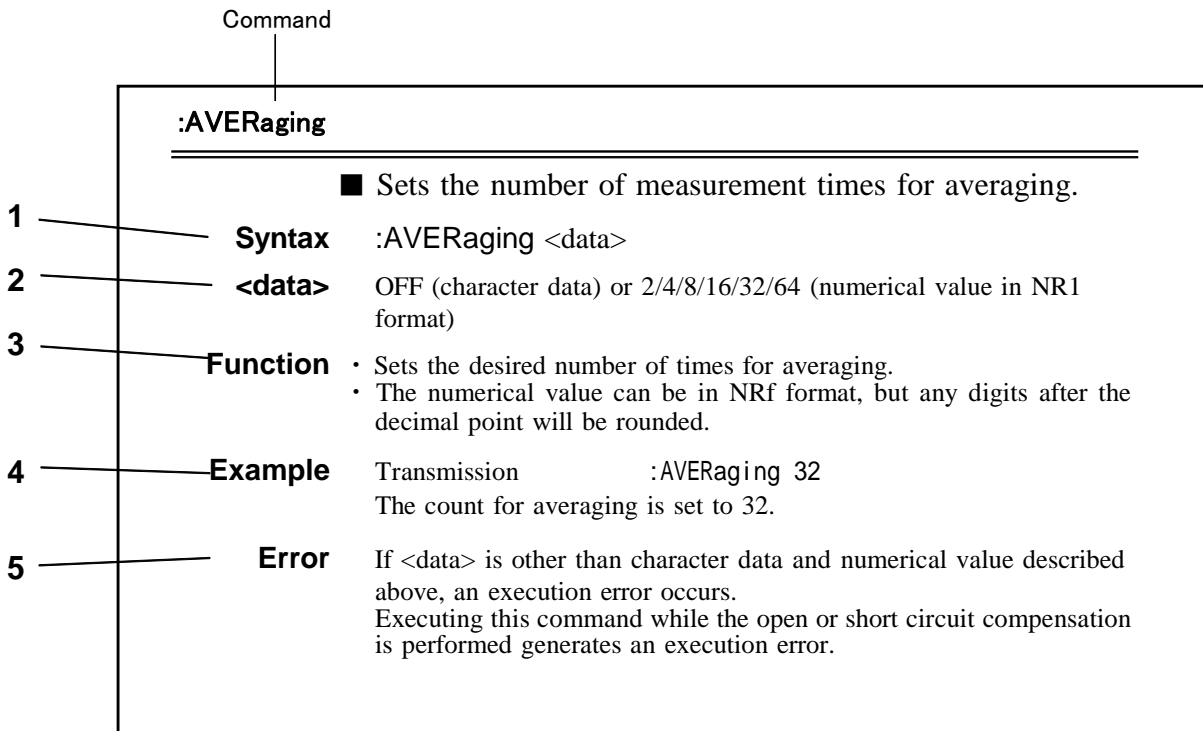 Command
:AVERaging
■ Sets the number of measurement times for averaging.
1 Syntax :AVERaging <data>
2 <data> OFF (character data) or 2/4/8/16/32/64 (numerical value in NR1
format)
3 Function ・ Sets the desired number of times for averaging.
・ The numerical value can be in NRf format, but any digits after the
decimal point will be rounded.
4 Example Transmission :AVERaging 32
The count for averaging is set to 32.
5 Error If <data> is other than character data and numerical value described
above, an execution error occurs.
Executing this command while the open or short circuit compensation
is performed generates an execution error.